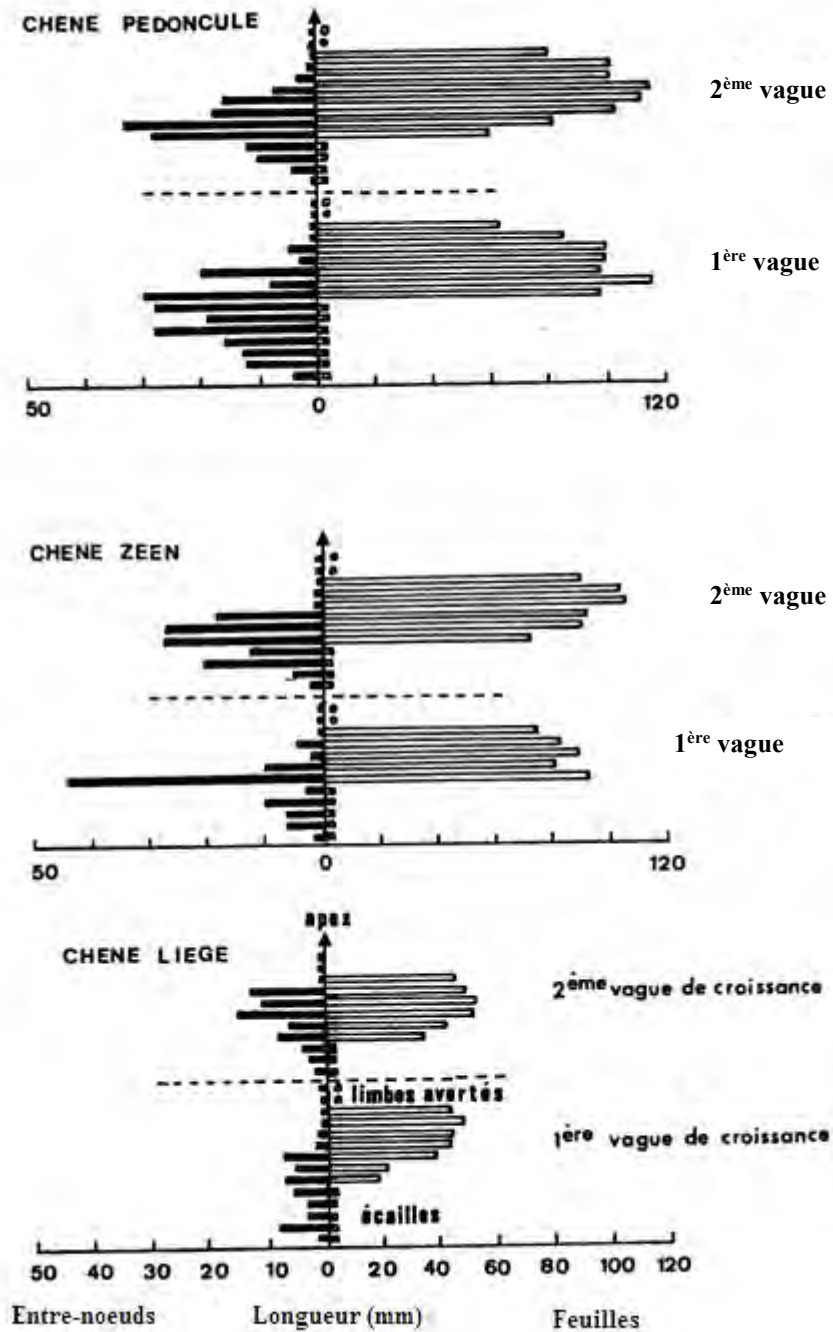 CHENE PEDONCULE
2ème vague
1ère vague
50 0 120
CHENE ZEEN
2ème vague
1ère vague
50 0 120
apex
CHENE LIEGE
2ème vague de croissance
limbes avortés
1ère vague de croissance
écailles
50 40 30 20 10 0 20 40 60 80 100 120
Entre-noeuds Longueur (mm) Feuilles